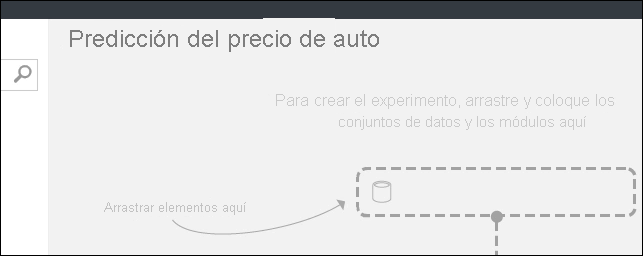 Predicción del precio de auto
Para crear el experimento, arrastre y coloque los
conjuntos de datos y los módulos aquí
Arrastrar elementos aquí